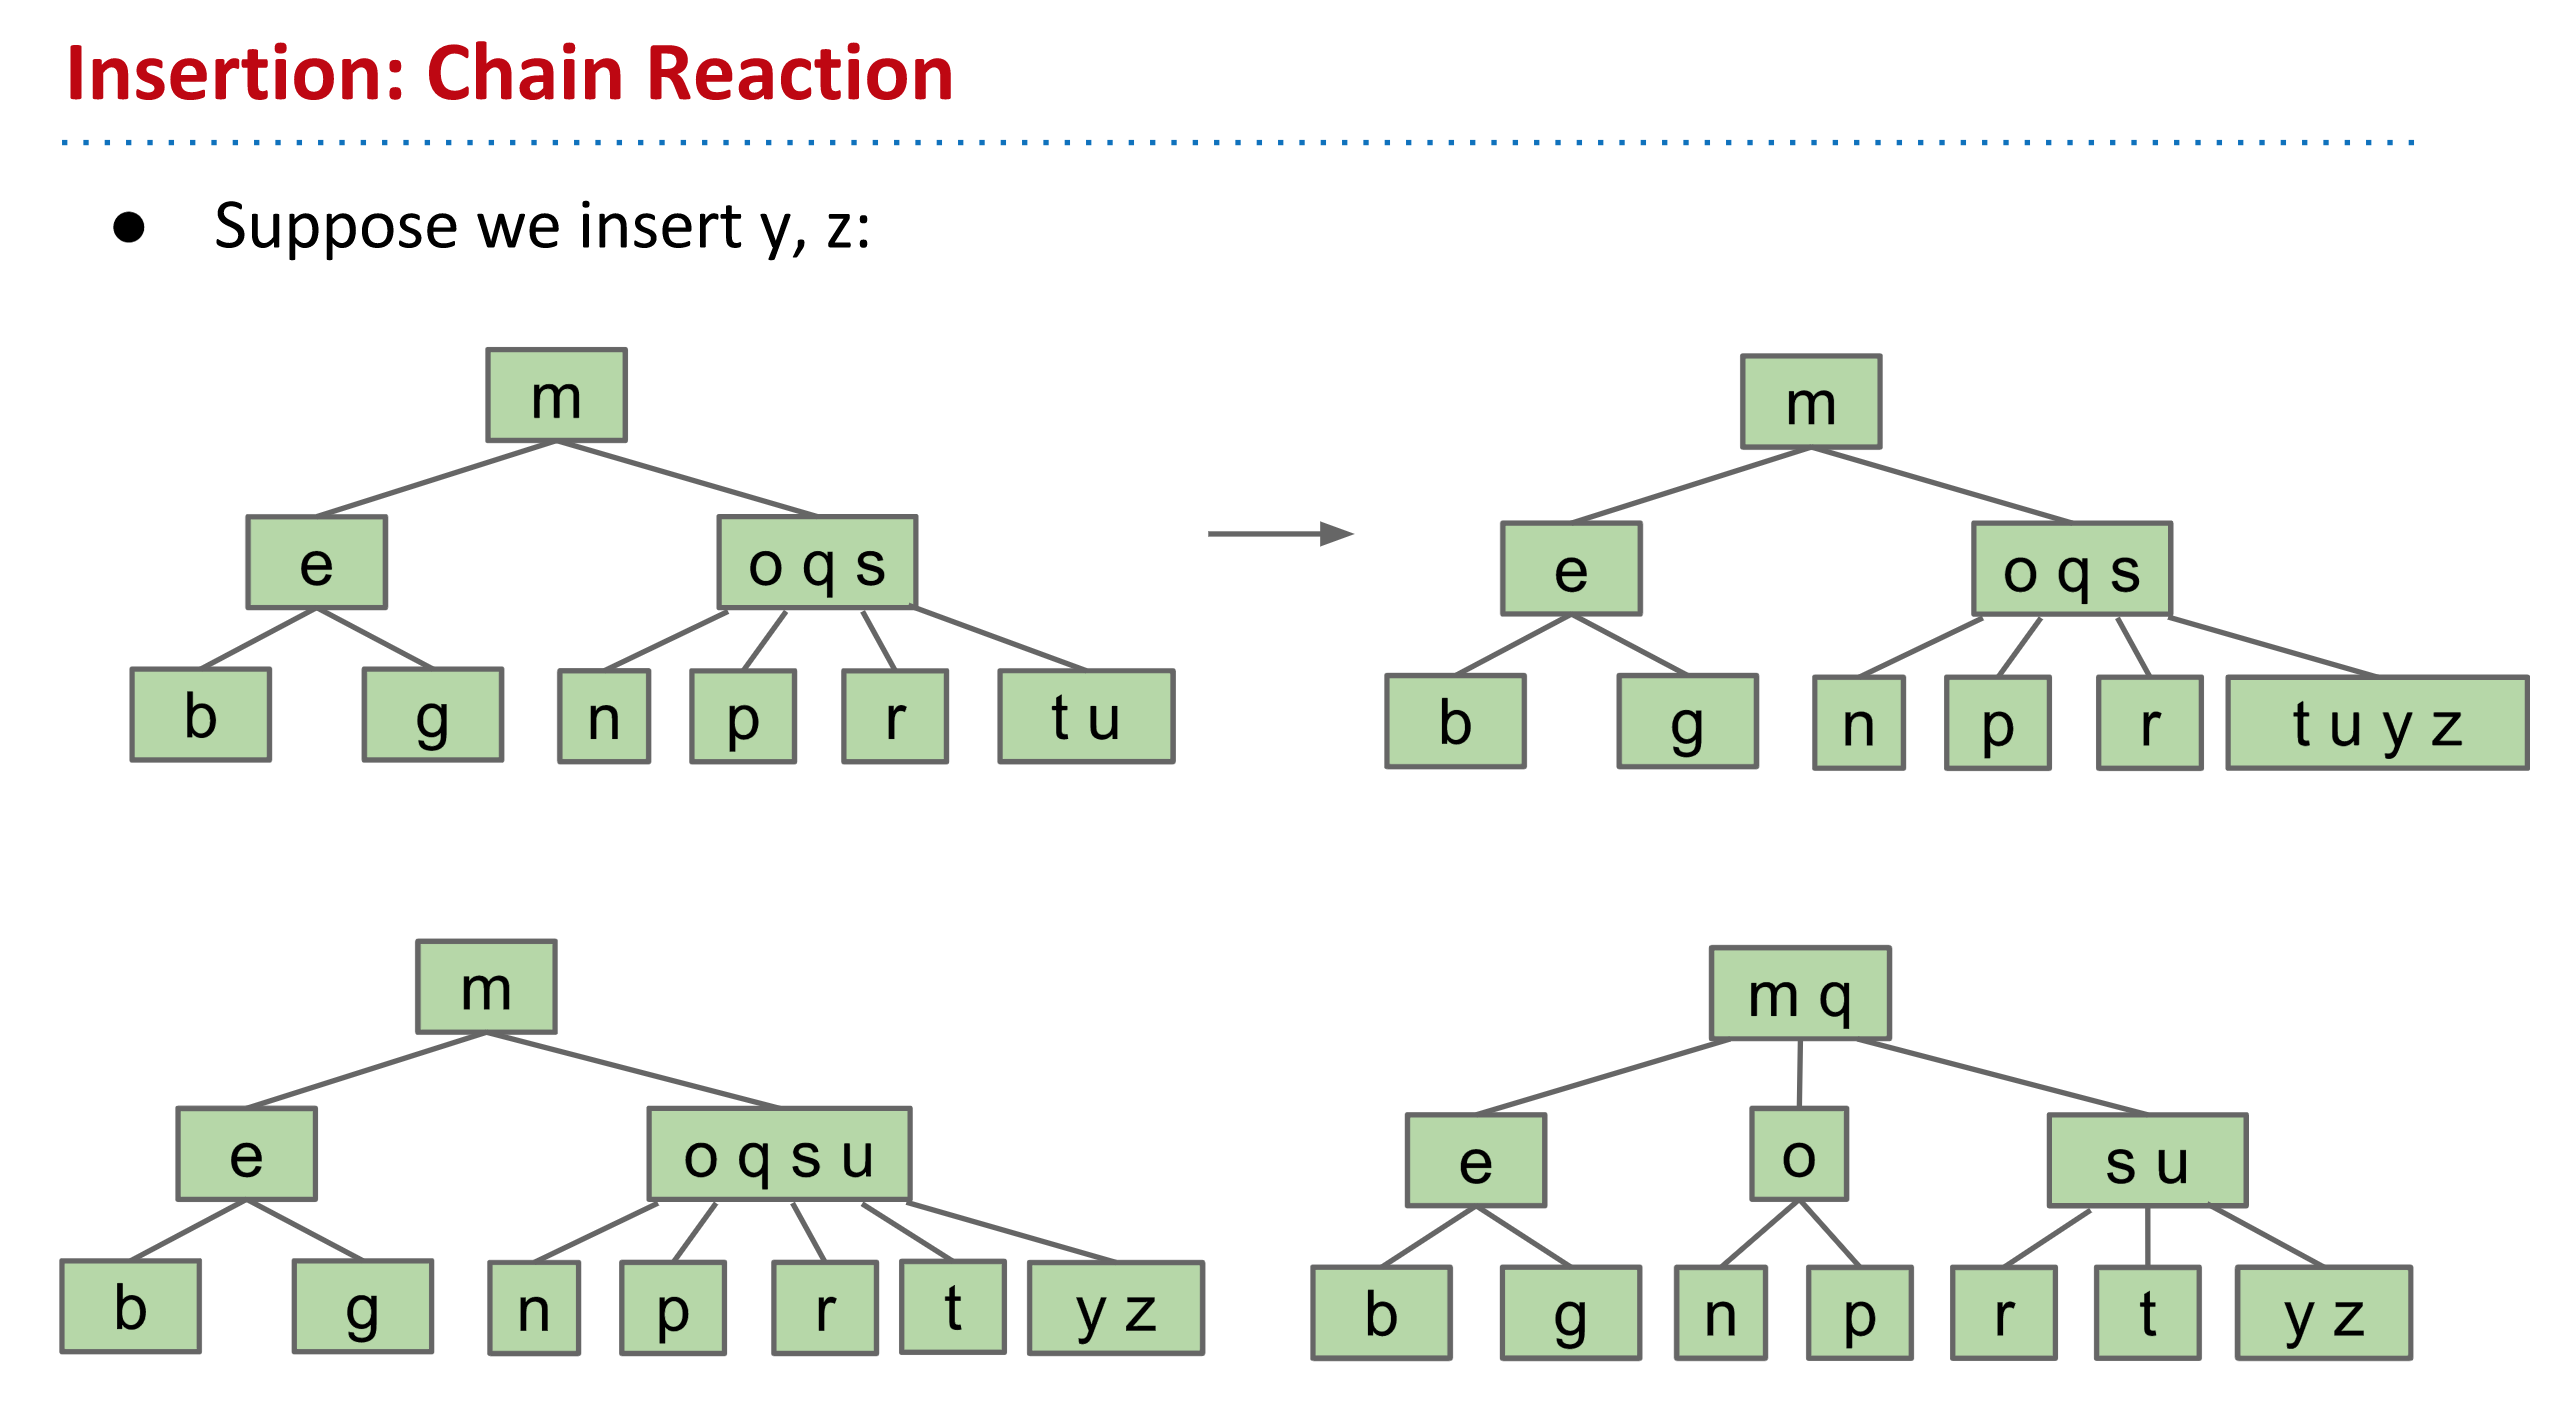 Insertion: Chain Reaction
● Suppose we insert y, z:
m
e
o q s
b
g
n
p
r
t u
m
e
o q s
b
g
n
p
r
t u y z
m
e
o q s u
b
g
n
p
r
t
y z
m q
e
o
s u
b
g
n
p
r
t
y z